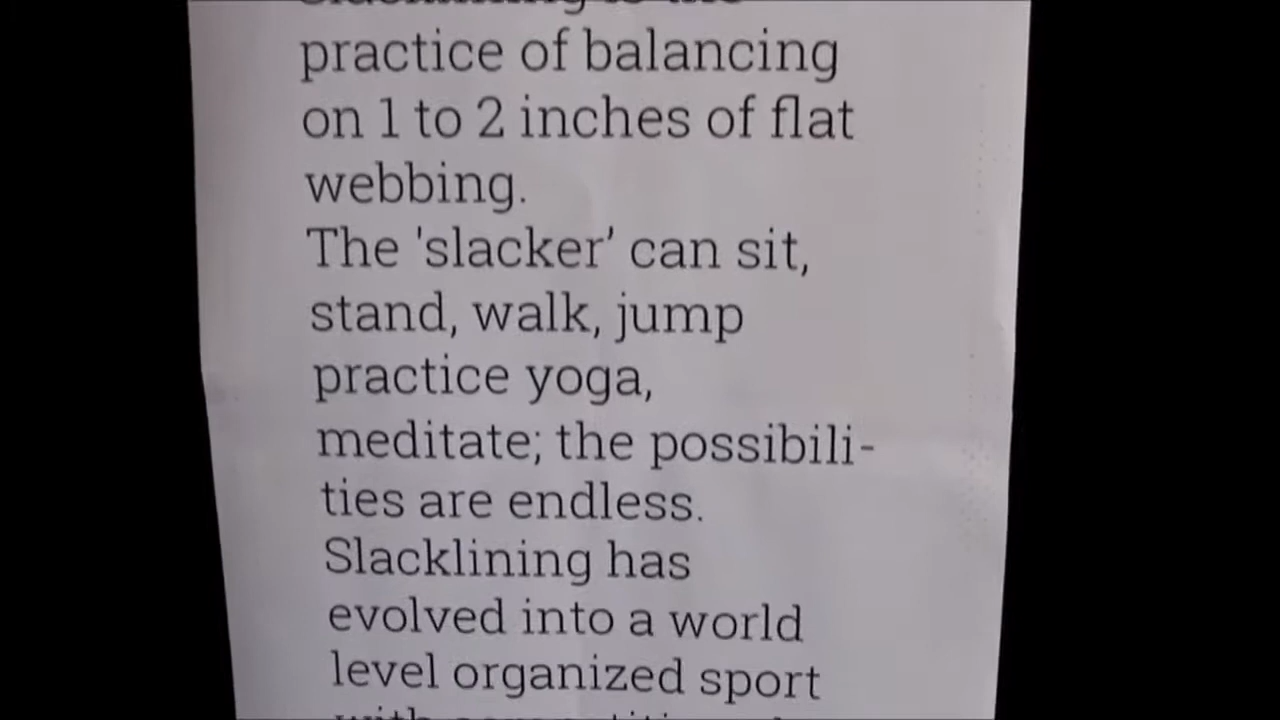 practice of balancing
on 1 to 2 inches of flat
webbing.
The 'slacker' can sit,
stand, walk, jump
practice yoga,
meditate; the possibili-
ties are endless.
Slacklining has
evolved into a world
level organized sport